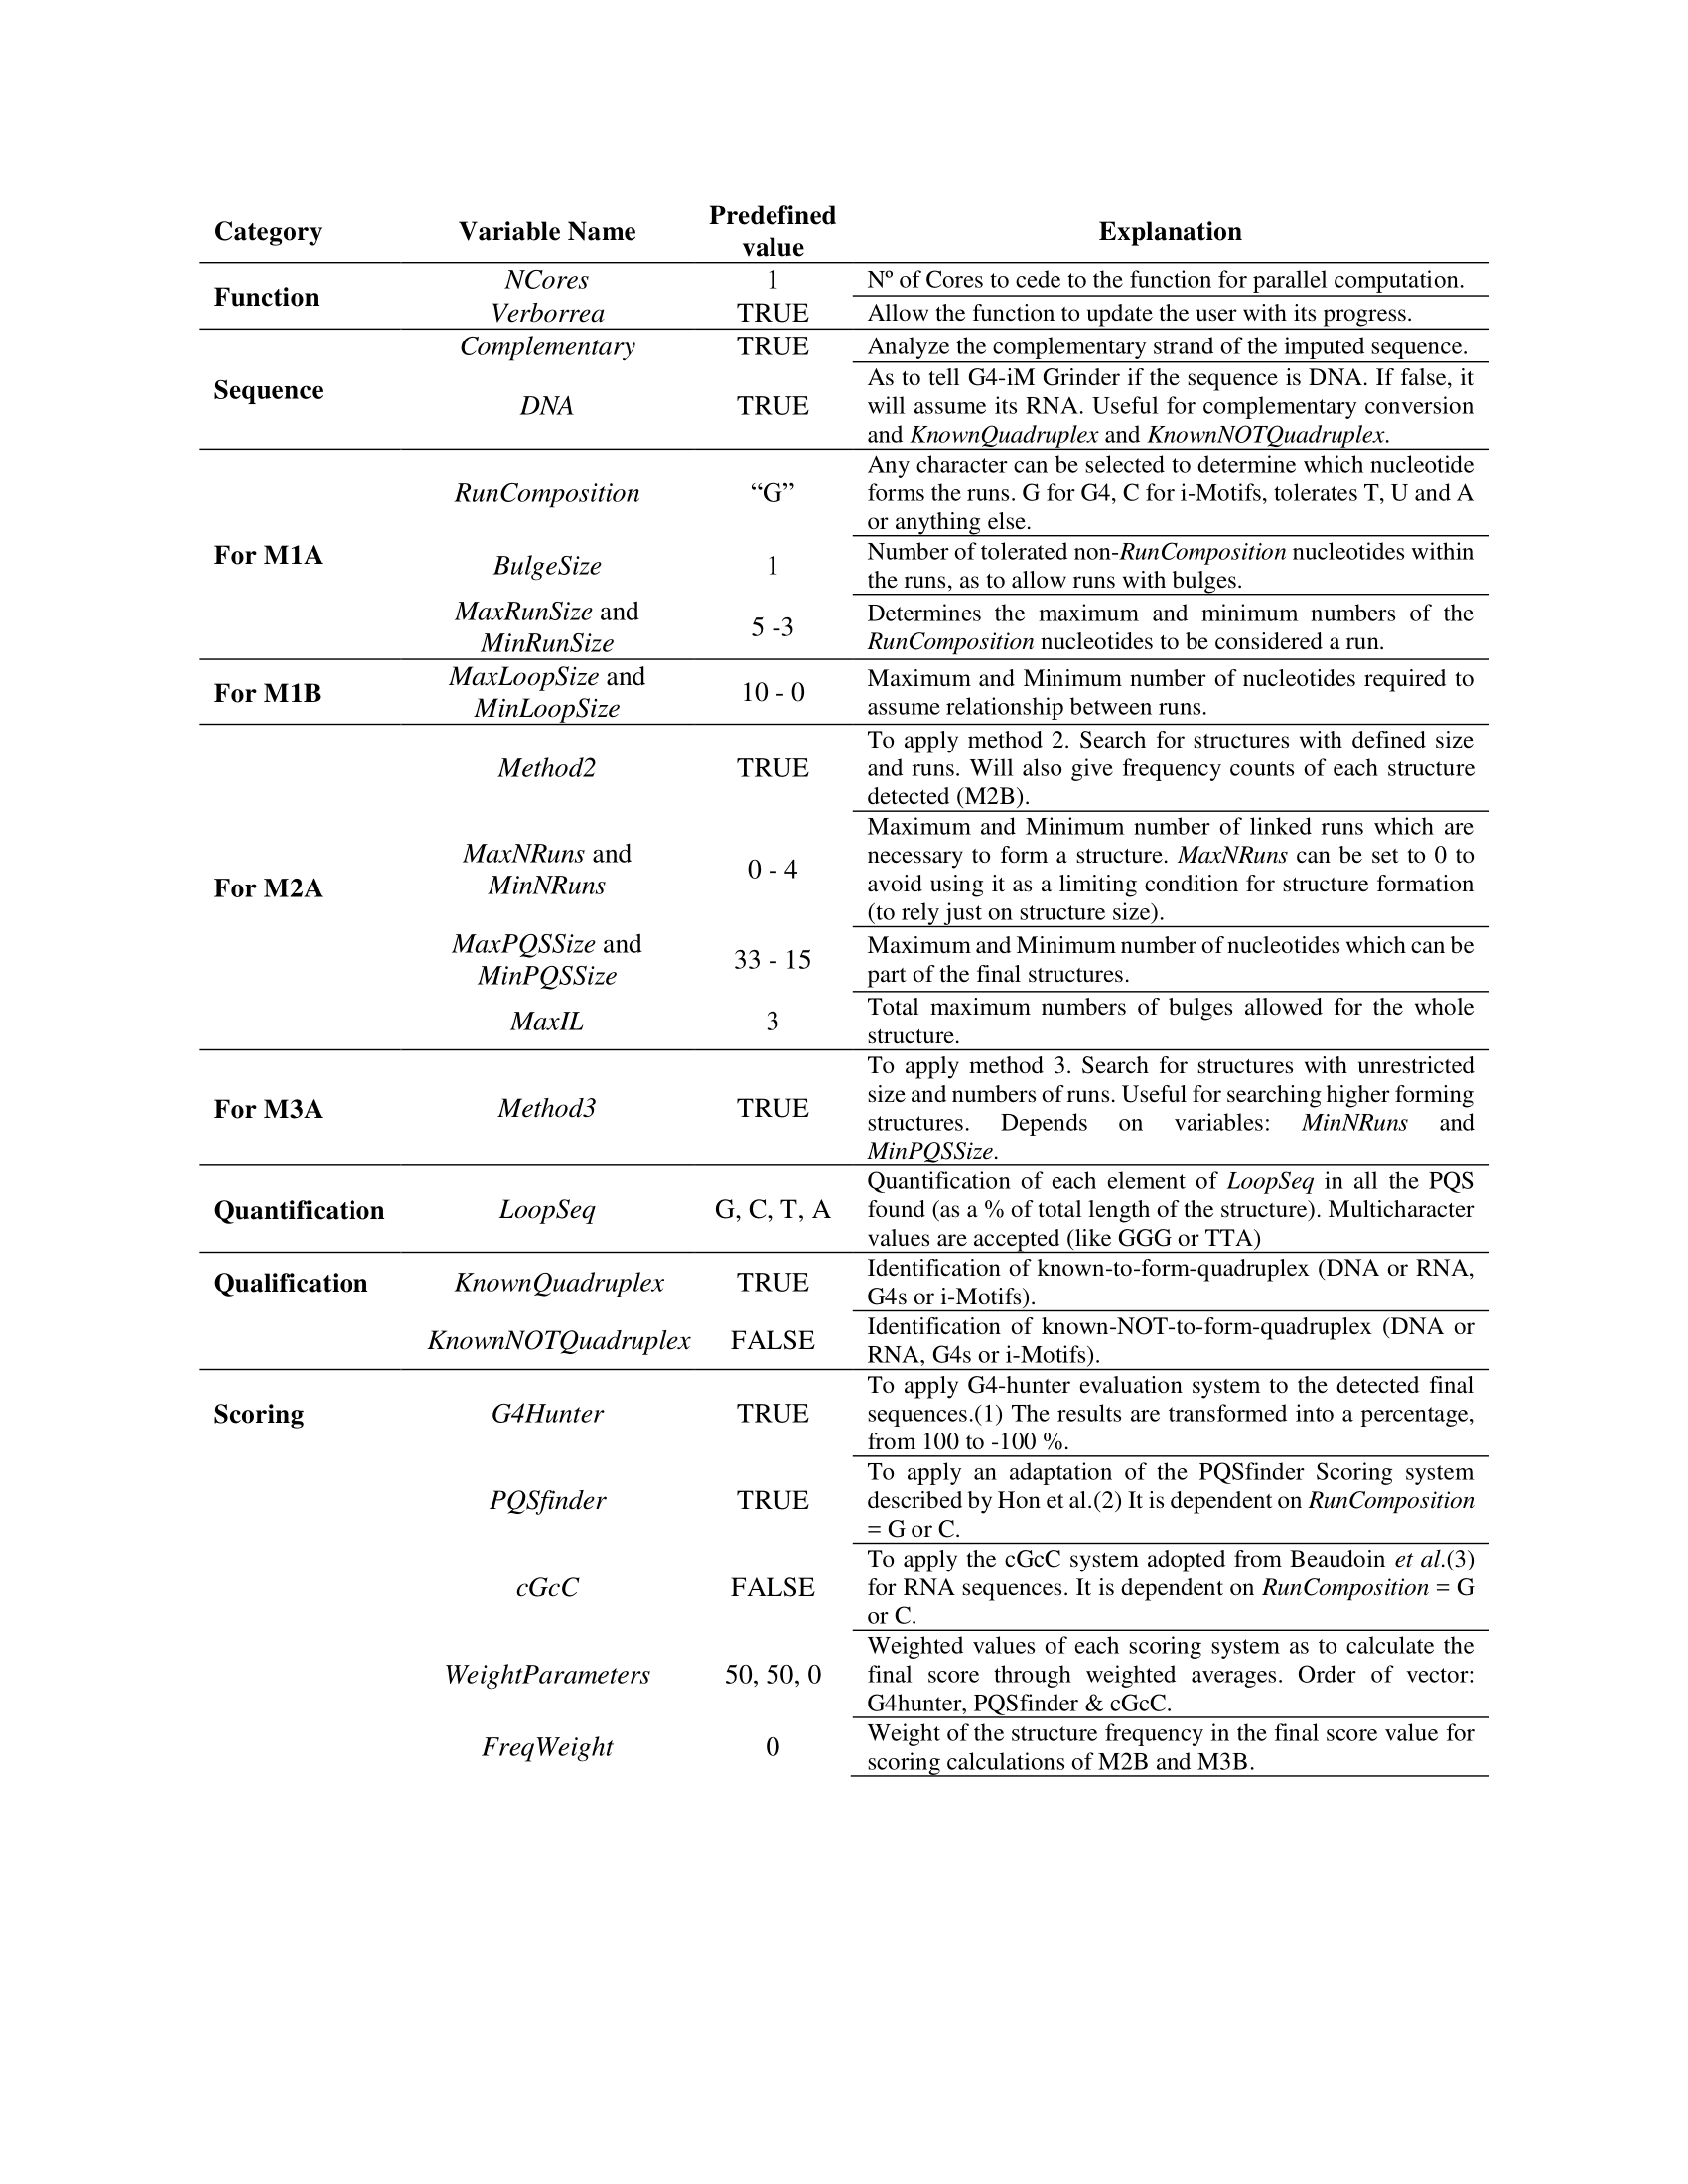 Category Variable Name Predefined value Explanation
Function NCores 1 Nº of Cores to cede to the function for parallel computation.
Verborrea TRUE Allow the function to update the user with its progress.
Sequence Complementary TRUE Analyze the complementary strand of the imputed sequence.
DNA TRUE As to tell G4-iM Grinder if the sequence is DNA. If false, it
will assume its RNA. Useful for complementary conversion
and KnownQuadruplex and KnownNOTQuadruplex.
For M1A RunComposition “G” Any character can be selected to determine which nucleotide
forms the runs. G for G4, C for i-Motifs, tolerates T, U and A
or anything else.
BulgeSize 1 Number of tolerated non-RunComposition nucleotides within
the runs, as to allow runs with bulges.
MaxRunSize and
MinRunSize 5 -3 Determines the maximum and minimum numbers of the
RunComposition nucleotides to be considered a run.
For M1B MaxLoopSize and
MinLoopSize 10 - 0 Maximum and Minimum number of nucleotides required to
assume relationship between runs.
For M2A Method2 TRUE To apply method 2. Search for structures with defined size
and runs. Will also give frequency counts of each structure
detected (M2B).
MaxNRuns and
MinNRuns 0 - 4 Maximum and Minimum number of linked runs which are
necessary to form a structure. MaxNRuns can be set to 0 to
avoid using it as a limiting condition for structure formation
(to rely just on structure size).
MaxPQSSize and
MinPQSSize 33 - 15 Maximum and Minimum number of nucleotides which can be
part of the final structures.
MaxIL 3 Total maximum numbers of bulges allowed for the whole
structure.
For M3A Method3 TRUE To apply method 3. Search for structures with unrestricted
size and numbers of runs. Useful for searching higher forming
structures. Depends on variables: MinNRuns and
MinPQSSize.
Quantification LoopSeq G, C, T, A Quantification of each element of LoopSeq in all the PQS
found (as a % of total length of the structure). Multicharacter
values are accepted (like GGG or TTA)
Qualification KnownQuadruplex TRUE Identification of known-to-form-quadruplex (DNA or RNA,
G4s or i-Motifs).
KnownNOTQuadruplex FALSE Identification of known-NOT-to-form-quadruplex (DNA or
RNA, G4s or i-Motifs).
Scoring G4Hunter TRUE To apply G4-hunter evaluation system to the detected final
sequences.(1) The results are transformed into a percentage,
from 100 to -100 %.
PQSfinder TRUE To apply an adaptation of the PQSfinder Scoring system
described by Hon et al.(2) It is dependent on RunComposition
= G or C.
cGcC FALSE To apply the cGcC system adopted from Beaudoin et al.(3)
for RNA sequences. It is dependent on RunComposition = G
or C.
WeightParameters 50, 50, 0 Weighted values of each scoring system as to calculate the
final score through weighted averages. Order of vector:
G4hunter, PQSfinder & cGcC.
FreqWeight 0 Weight of the structure frequency in the final score value for
scoring calculations of M2B and M3B.